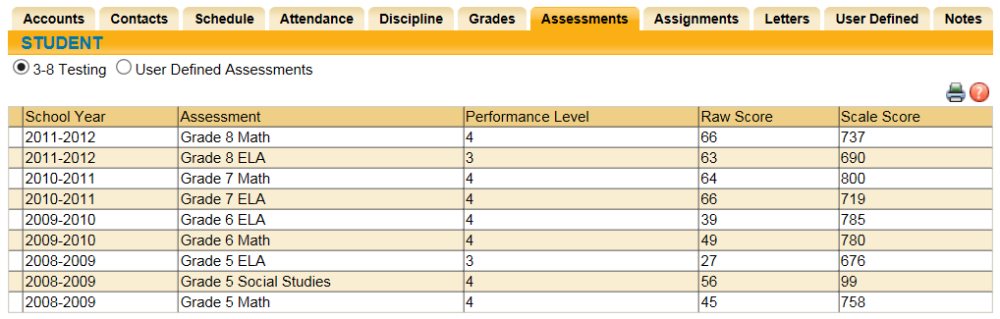 Accounts Contacts Schedule Attendance Discipline Grades Assessments Assignments Letters User Defined Notes
STUDENT
3-8 Testing User Defined Assessments
?
School Year Assessment Performance Level Raw Score Scale Score
2011-2012 Grade 8 Math 4 66 737
2011-2012 Grade 8 ELA 3 63 690
2010-2011 Grade 7 Math 4 64 800
2010-2011 Grade 7 ELA 4 66 719
2009-2010 Grade 6 ELA 4 39 785
2009-2010 Grade 6 Math 4 49 780
2008-2009 Grade 5 ELA 3 27 676
2008-2009 Grade 5 Social Studies 4 56 99
2008-2009 Grade 5 Math 4 45 758